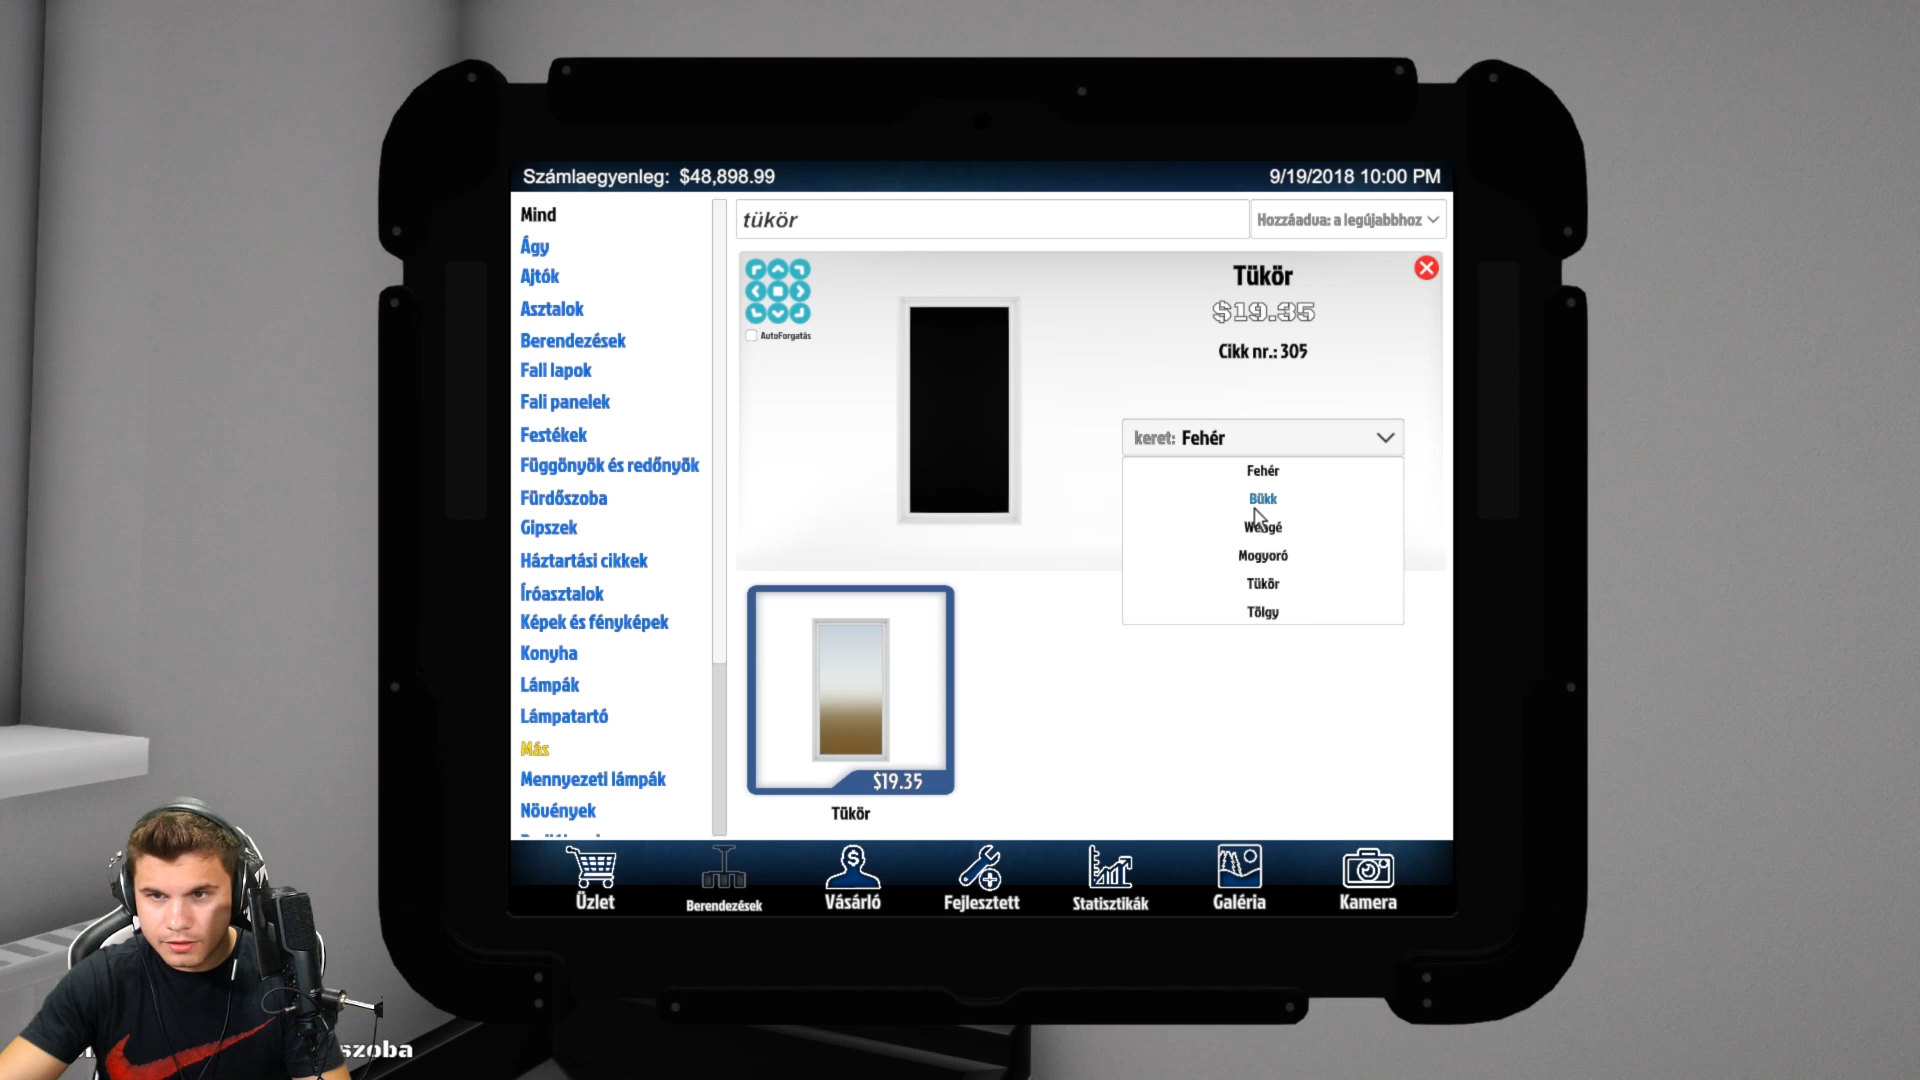 Számlaegyenleg: $48,898.99
9/19/2018 10:00 PM
Mind
Ágy
Ajtók
Asztalok
Berendezések
Fali lapok
Fali panelek
Festékek
Függönyök és redőnyök
Fürdőszoba
Gipszek
Háztartási cikkek
Íróasztalok
Képek és fényképek
Konyha
Lámpák
Lámpatartó
Más
Mennyezeti lámpák
Növények
tükör
Hozzáadva: a legújabbhoz
AutoForgatás
Tükör
$19.35
Cikk nr.: 305
keret: Fehér
Fehér
Bükk
Wengé
Mogyoró
Tükör
Tölgy
$19.35
Tükör
Üzlet
Berendezések
Vásárló
Fejlesztett
Statisztikák
Galéria
Kamera
szoba